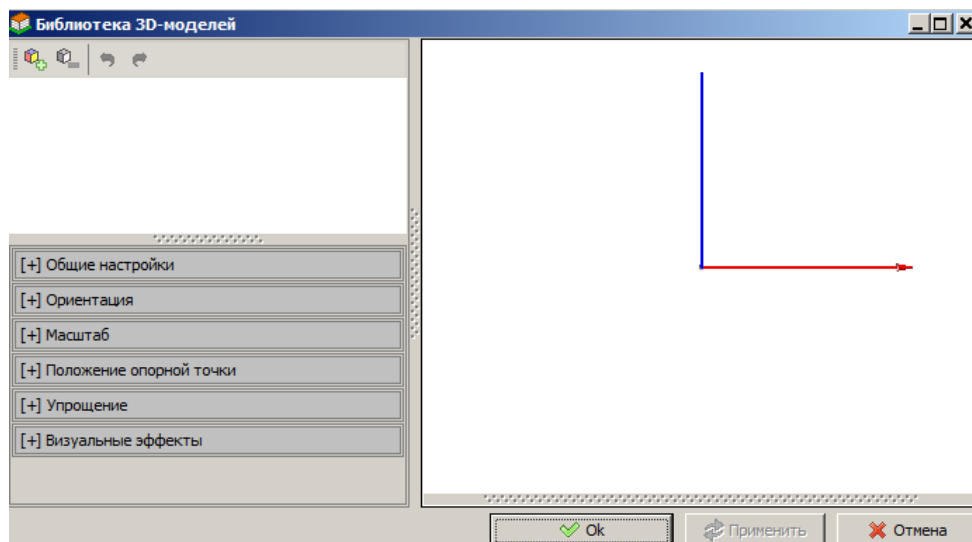 Библиотека 3D-моделей
[+] Общие настройки
[+] Ориентация
[+] Масштаб
[+] Положение опорной точки
[+] Упрощение
[+] Визуальные эффекты
Ok
Применить
Отмена